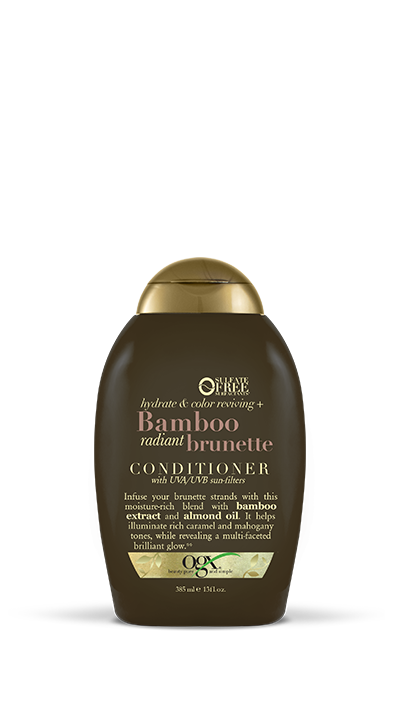 SULFATE
FREE
SURFACTANTS
hydrate & color reviving +
Bamboo
radiant brunette
CONDITIONER
with UVA/UVB sun-filters
Infuse your brunette strands with this
moisture-rich blend with bamboo
extract and almond oil. It helps
illuminate rich caramel and mahogany
tones, while revealing a multi-faceted
brilliant glow.
ogx
beauty pure and simple
385 ml e 13 fl. oz.